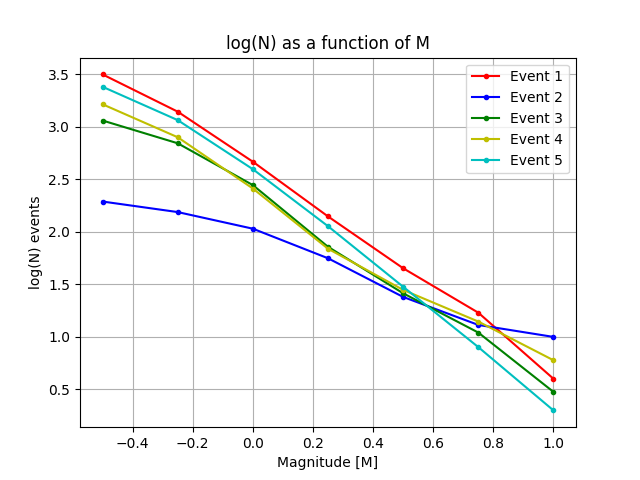 log(N) as a function of M
Event 1
Event 2
Event 3
Event 4
Event 5
3.5
3.0
2.5
2.0
1.5
1.0
0.5
log(N) events
−0.4 −0.2 0.0 0.2 0.4 0.6 0.8 1.0
Magnitude [M]